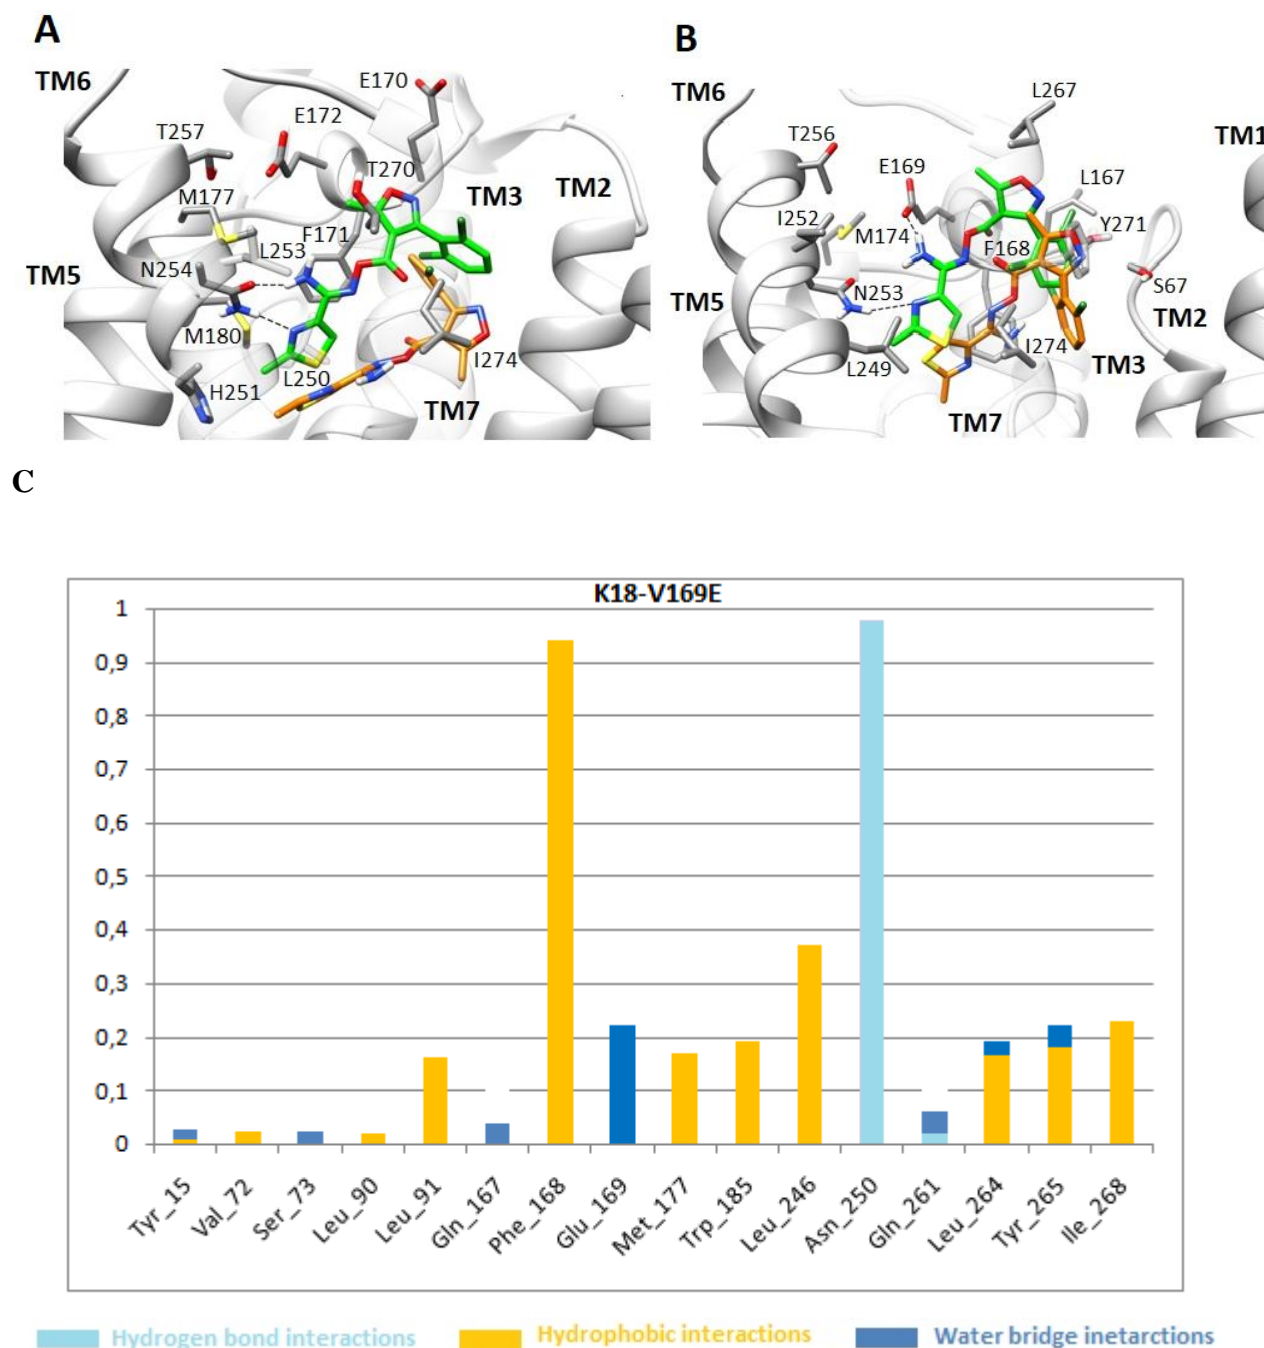 A
TM6
E170
E172
T257
T270
TM3
TM2
M177
F171
L253
TM5
N254
M180
I274
L250
H251
TM7
B
TM6
L267
TM1
T256
E169
L167
I252
M174
F168
Y271
TM5
N253
S67
TM2
I274
L249
TM3
TM7
C
K18-V169E
1
0,9
0,8
0,7
0,6
0,5
0,4
0,3
0,2
0,1
0
Tyr_15
Val_72
Ser_73
Leu_90
Leu_91
Gln_167
Phe_168
Glu_169
Met_177
Trp_185
Leu_246
Asn_250
Gln_261
Leu_264
Tyr_265
Ile_268
Hydrogen bond interactions
Hydrophobic interactions
Water bridge inetarctions